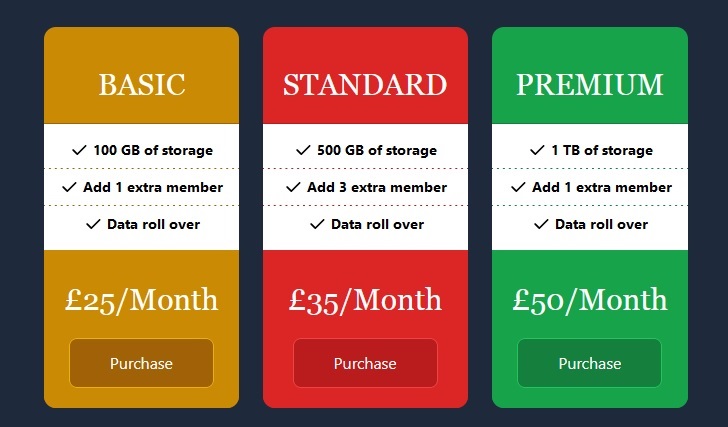 BASIC
100 GB of storage
Add 1 extra member
Data roll over
£25/Month
Purchase
STANDARD
500 GB of storage
Add 3 extra member
Data roll over
£35/Month
Purchase
PREMIUM
1 TB of storage
Add 1 extra member
Data roll over
£50/Month
Purchase